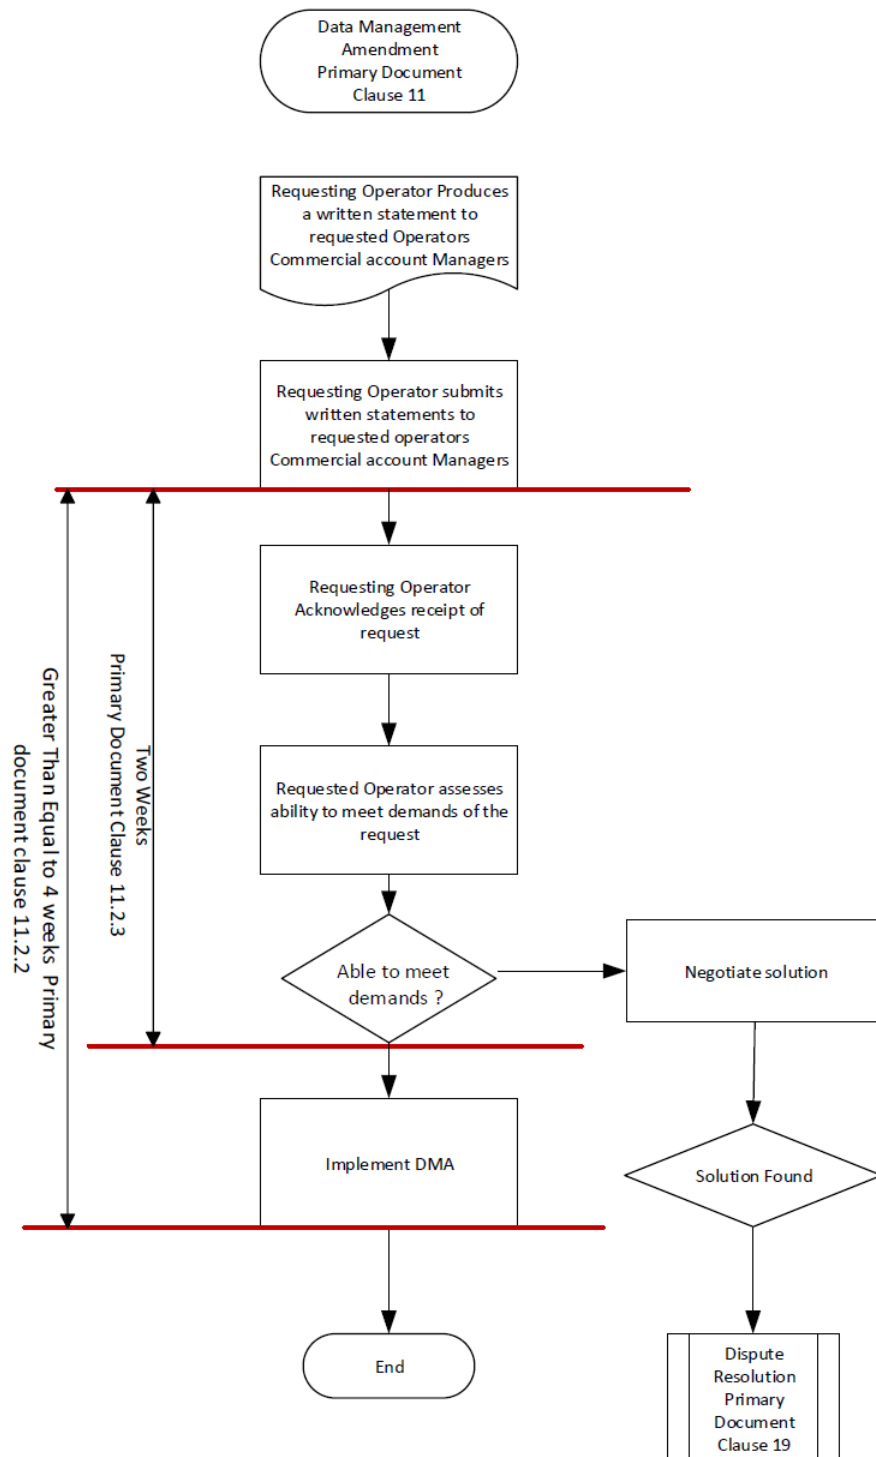 Data Management
Amendment
Primary Document
Clause 11
Requesting Operator Produces
a written statement to
requested Operators
Commercial account Managers
Requesting Operator submits
written statements to
requested operators
Commercial account Managers
Requesting Operator
Acknowledges receipt of
request
Requested Operator assesses
ability to meet demands of the
request
Two Weeks
Primary Document Clause 11.2.3
Greater Than Equal to 4 weeks Primary
document clause 11.2.2
Able to meet
demands ?
Negotiate solution
Implement DMA
Solution Found
End
Dispute
Resolution
Primary
Document
Clause 19